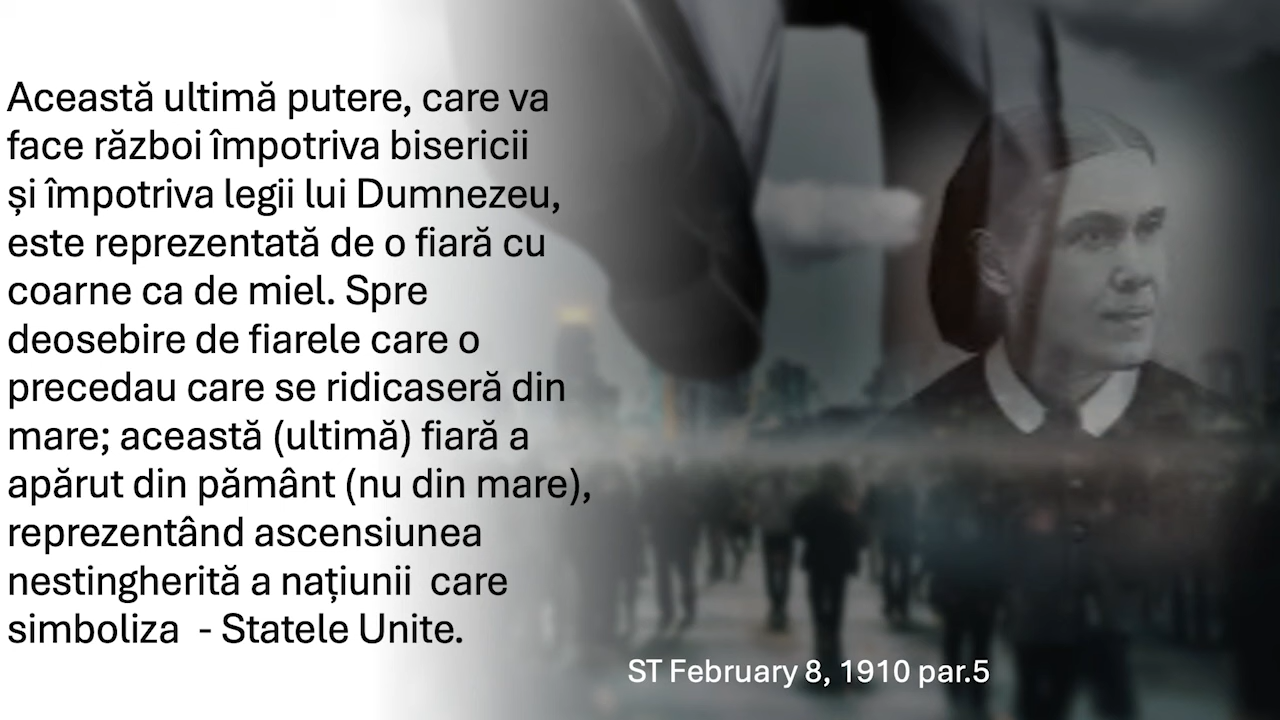 Această ultimă putere, care va
face război împotriva bisericii
și împotriva legii lui Dumnezeu,
este reprezentată de o fiară cu
coarne ca de miel. Spre
deosebire de fiarele care o
precedau care se ridicaseră din
mare; această (ultimă) fiară a
apărut din pământ (nu din mare),
reprezentând ascensiunea
nestingherită a națiunii  care
simboliza  - Statele Unite.
ST February 8, 1910 par.5